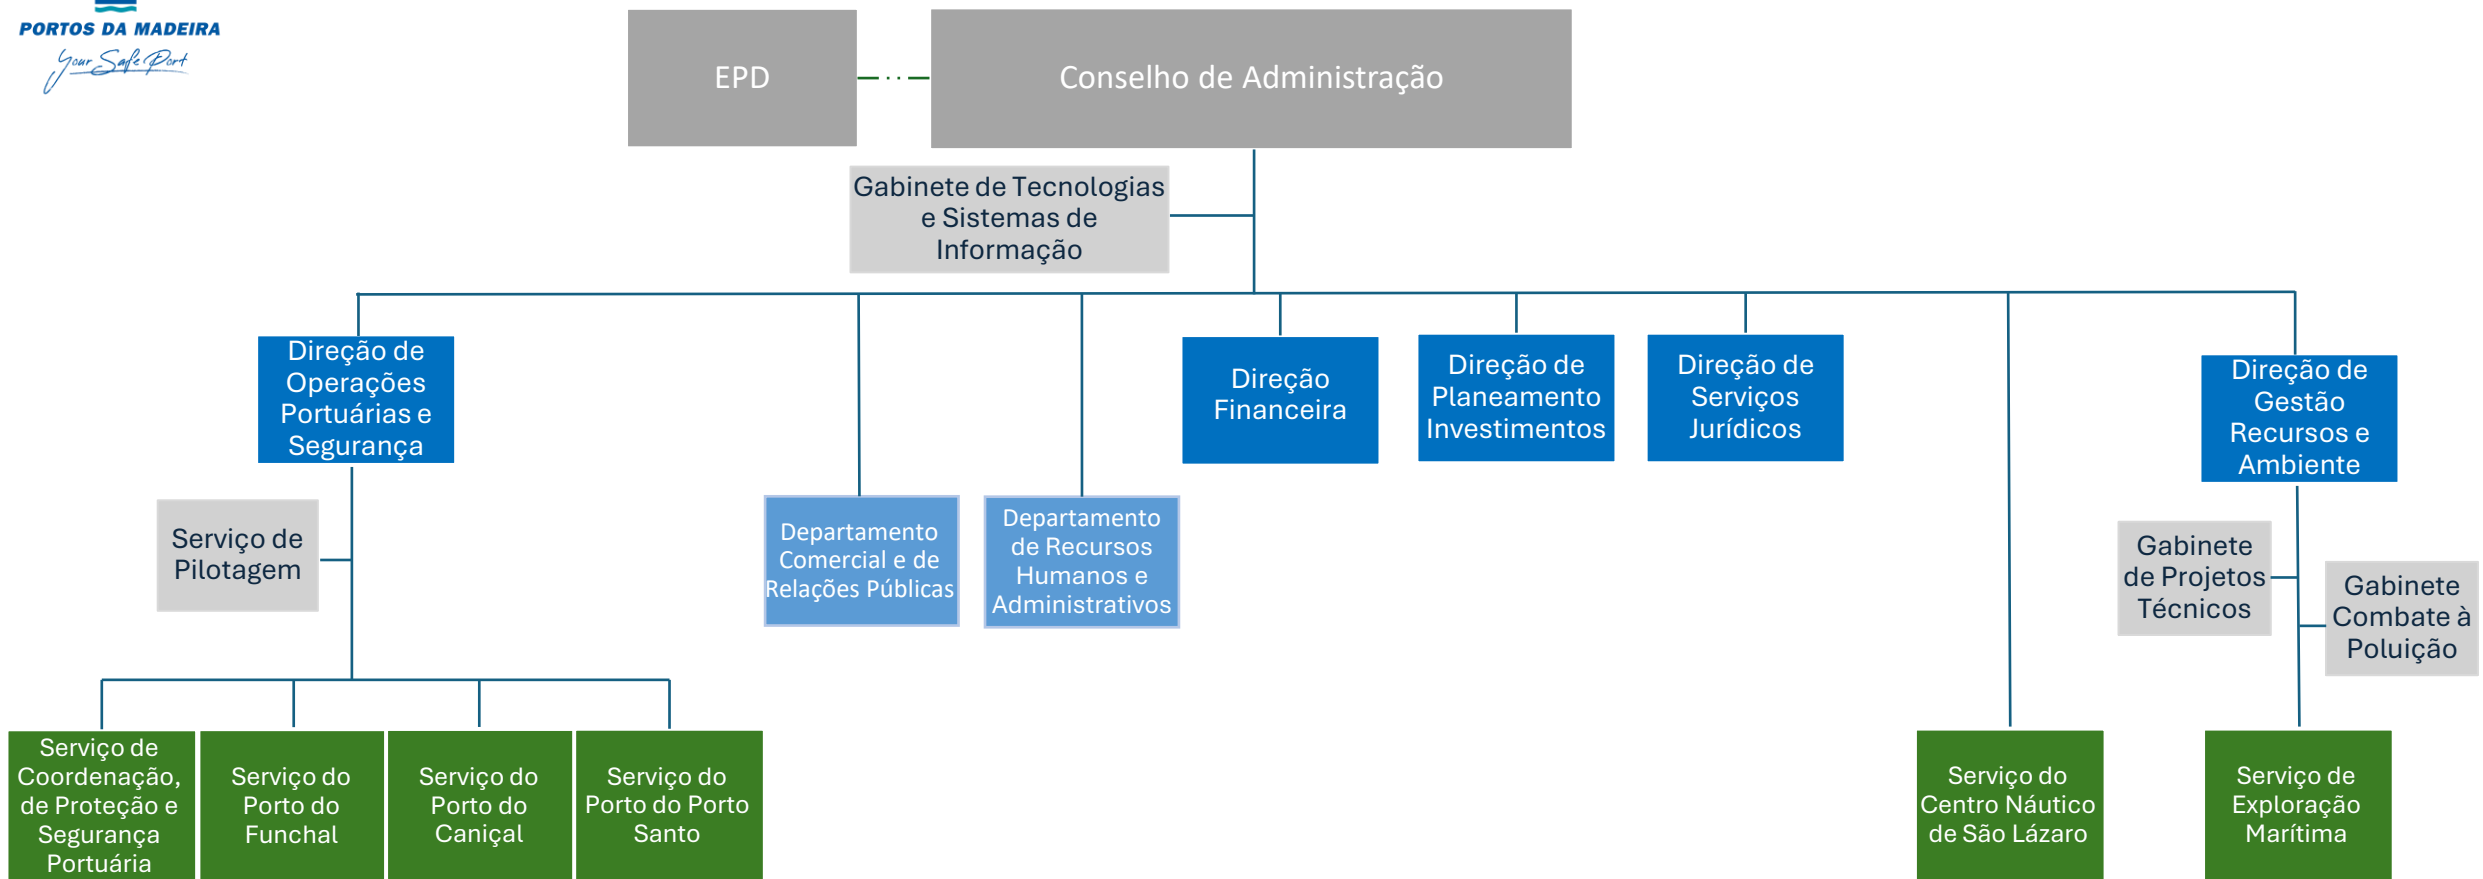 PORTOS DA MADEIRA
Your Safe Port
EPD
Conselho de Administração
Gabinete de Tecnologias
e Sistemas de
Informação
Direção de
Operações
Portuárias e
Segurança
Direção
Financeira
Direção de
Planeamento
Investimentos
Direção de
Serviços
Jurídicos
Direção de
Gestão
Recursos e
Ambiente
Serviço de
Pilotagem
Departamento
Comercial e de
Relações Públicas
Departamento
de Recursos
Humanos e
Administrativos
Gabinete
de Projetos
Técnicos
Gabinete
Combate à
Poluição
Serviço de
Coordenação,
de Proteção e
Segurança
Portuária
Serviço do
Porto do
Funchal
Serviço do
Porto do
Caniçal
Serviço do
Porto do Porto
Santo
Serviço do
Centro Náutico
de São Lázaro
Serviço de
Exploração
Marítima